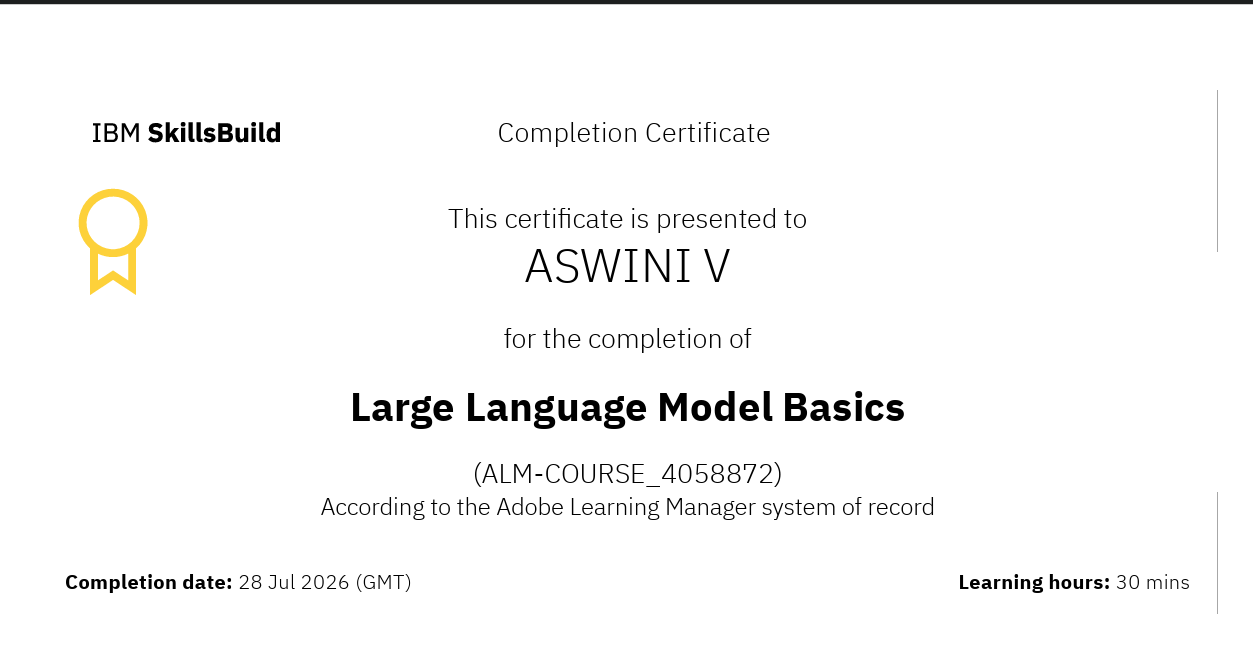 IBM SkillsBuild
Completion Certificate
This certificate is presented to
ASWINI V
for the completion of
Large Language Model Basics
(ALM-COURSE_4058872)
According to the Adobe Learning Manager system of record
Completion date: 28 Jul 2026 (GMT)
Learning hours: 30 mins